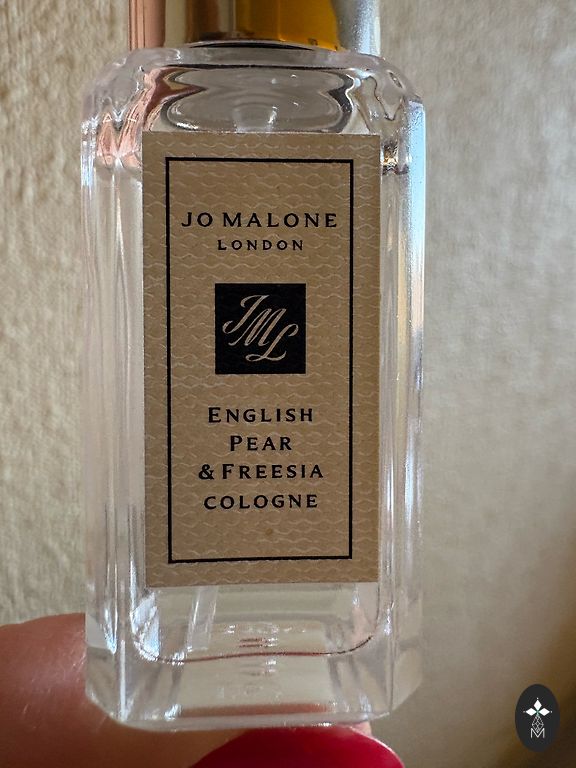 JO MALONE
LONDON
JML
ENGLISH
PEAR
& FREESIA
COLOGNE
M